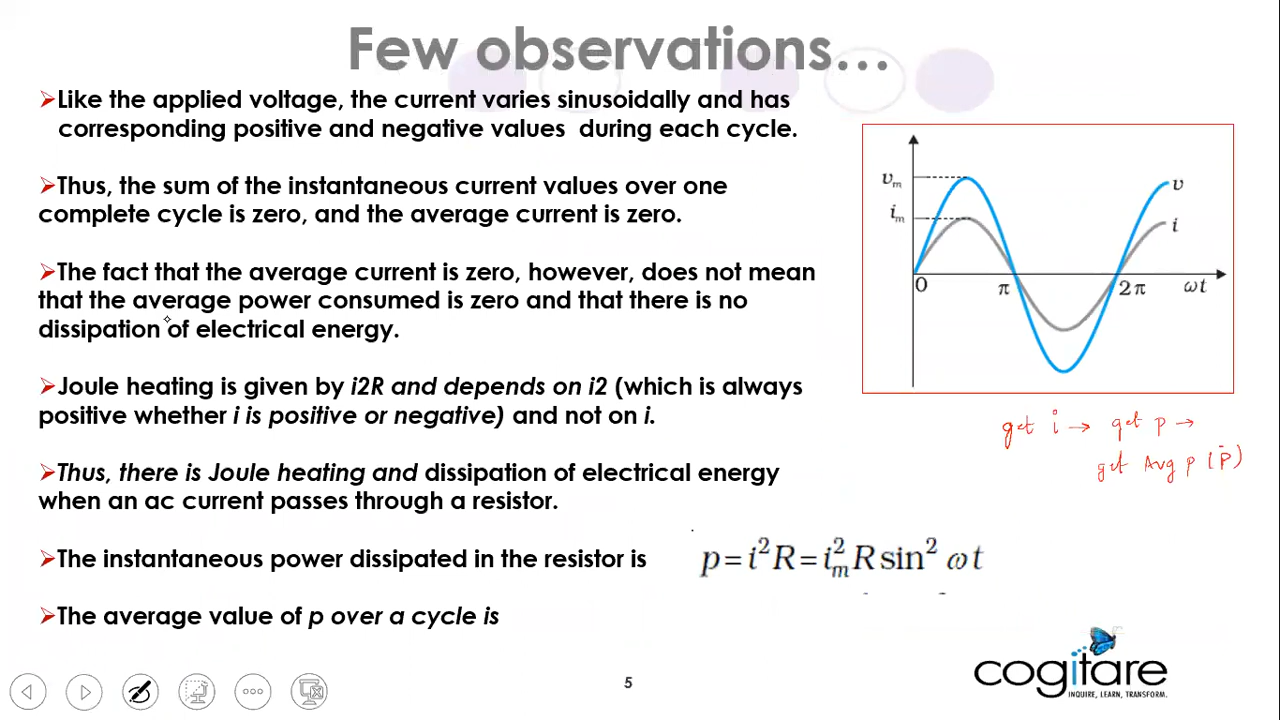 Few observations...
➢Like the applied voltage, the current varies sinusoidally and has
corresponding positive and negative values during each cycle.
➢Thus, the sum of the instantaneous current values over one
complete cycle is zero, and the average current is zero.
➢The fact that the average current is zero, however, does not mean
that the average power consumed is zero and that there is no
dissipation of electrical energy.
➢Joule heating is given by i2R and depends on i2 (which is always
positive whether i is positive or negative) and not on i.
➢Thus, there is Joule heating and dissipation of electrical energy
when an ac current passes through a resistor.
➢The instantaneous power dissipated in the resistor is
p = i²R = i²ₘ R sin² ωt
➢The average value of p over a cycle is
vₘ
v
iₘ
i
0 π 2π ωt
get i → get p →
get Avg p (p̄)
cogitare
INQUIRE, LEARN, TRANSFORM.
5